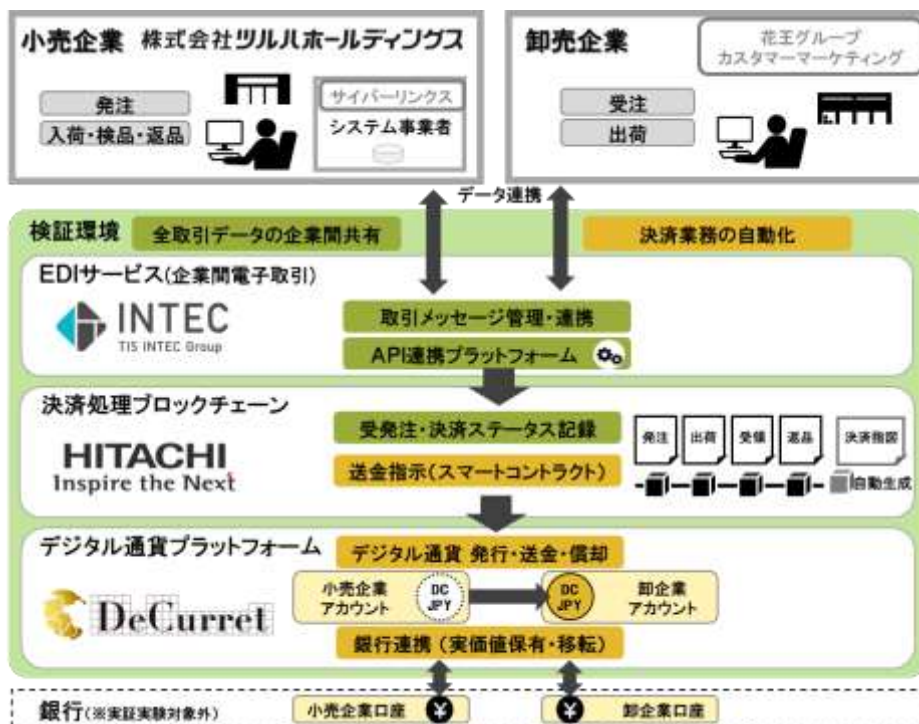 小売企業 株式会社ツルハホールディングス
発注
入荷・検品・返品
サイバーリンクス
システム事業者
卸売企業
花王グループ
カスタマーマーケティング
受注
出荷
データ連携
検証環境
全取引データの企業間共有
決済業務の自動化
EDIサービス(企業間電子取引)
INTEC
TIS INTEC Group
取引メッセージ管理・連携
API連携プラットフォーム
決済処理ブロックチェーン
HITACHI
Inspire the Next
受発注・決済ステータス記録
送金指示(スマートコントラクト)
発注
出荷
受領
返品
決済指図
自動生成
デジタル通貨プラットフォーム
DeCurret
デジタル通貨 発行・送金・償却
小売企業
アカウント
DC
JPY
DC
JPY
卸企業
アカウント
銀行連携 (実価値保有・移転)
銀行(※実証実験対象外)
小売企業口座
¥
¥
卸企業口座